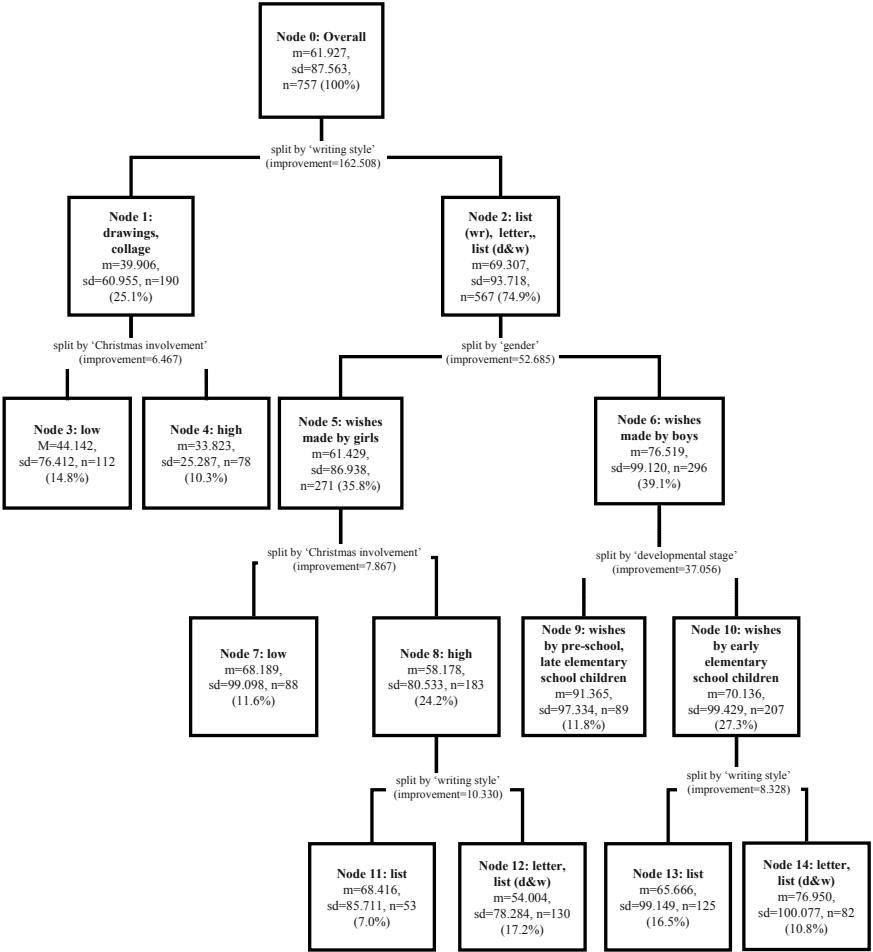 Node 0: Overall
m=61.927,
sd=87.563,
n=757 (100%)
split by ‘writing style’
(improvement=162.508)
Node 1:
drawings,
collage
m=39.906,
sd=60.955, n=190
(25.1%)
Node 2: list
(wr), letter,,
list (d&w)
m=69.307,
sd=93.718,
n=567 (74.9%)
split by ‘Christmas involvement’
(improvement=6.467)
split by ‘gender’
(improvement=52.685)
Node 3: low
M=44.142,
sd=76.412, n=112
(14.8%)
Node 4: high
m=33.823,
sd=25.287, n=78
(10.3%)
Node 5: wishes
made by girls
m=61.429,
sd=86.938,
n=271 (35.8%)
Node 6: wishes
made by boys
m=76.519,
sd=99.120, n=296
(39.1%)
split by ‘Christmas involvement’
(improvement=7.867)
split by ‘developmental stage’
(improvement=37.056)
Node 7: low
m=68.189,
sd=99.098, n=88
(11.6%)
Node 8: high
m=58.178,
sd=80.533, n=183
(24.2%)
Node 9: wishes
by pre-school,
late elementary
school children
m=91.365,
sd=97.334, n=89
(11.8%)
Node 10: wishes
by early
elementary
school children
m=70.136,
sd=99.429, n=207
(27.3%)
split by ‘writing style’
(improvement=10.330)
split by ‘writing style’
(improvement=8.328)
Node 11: list
m=68.416,
sd=85.711, n=53
(7.0%)
Node 12: letter,
list (d&w)
m=54.004,
sd=78.284, n=130
(17.2%)
Node 13: list
m=65.666,
sd=99.149, n=125
(16.5%)
Node 14: letter,
list (d&w)
m=76.950,
sd=100.077, n=82
(10.8%)